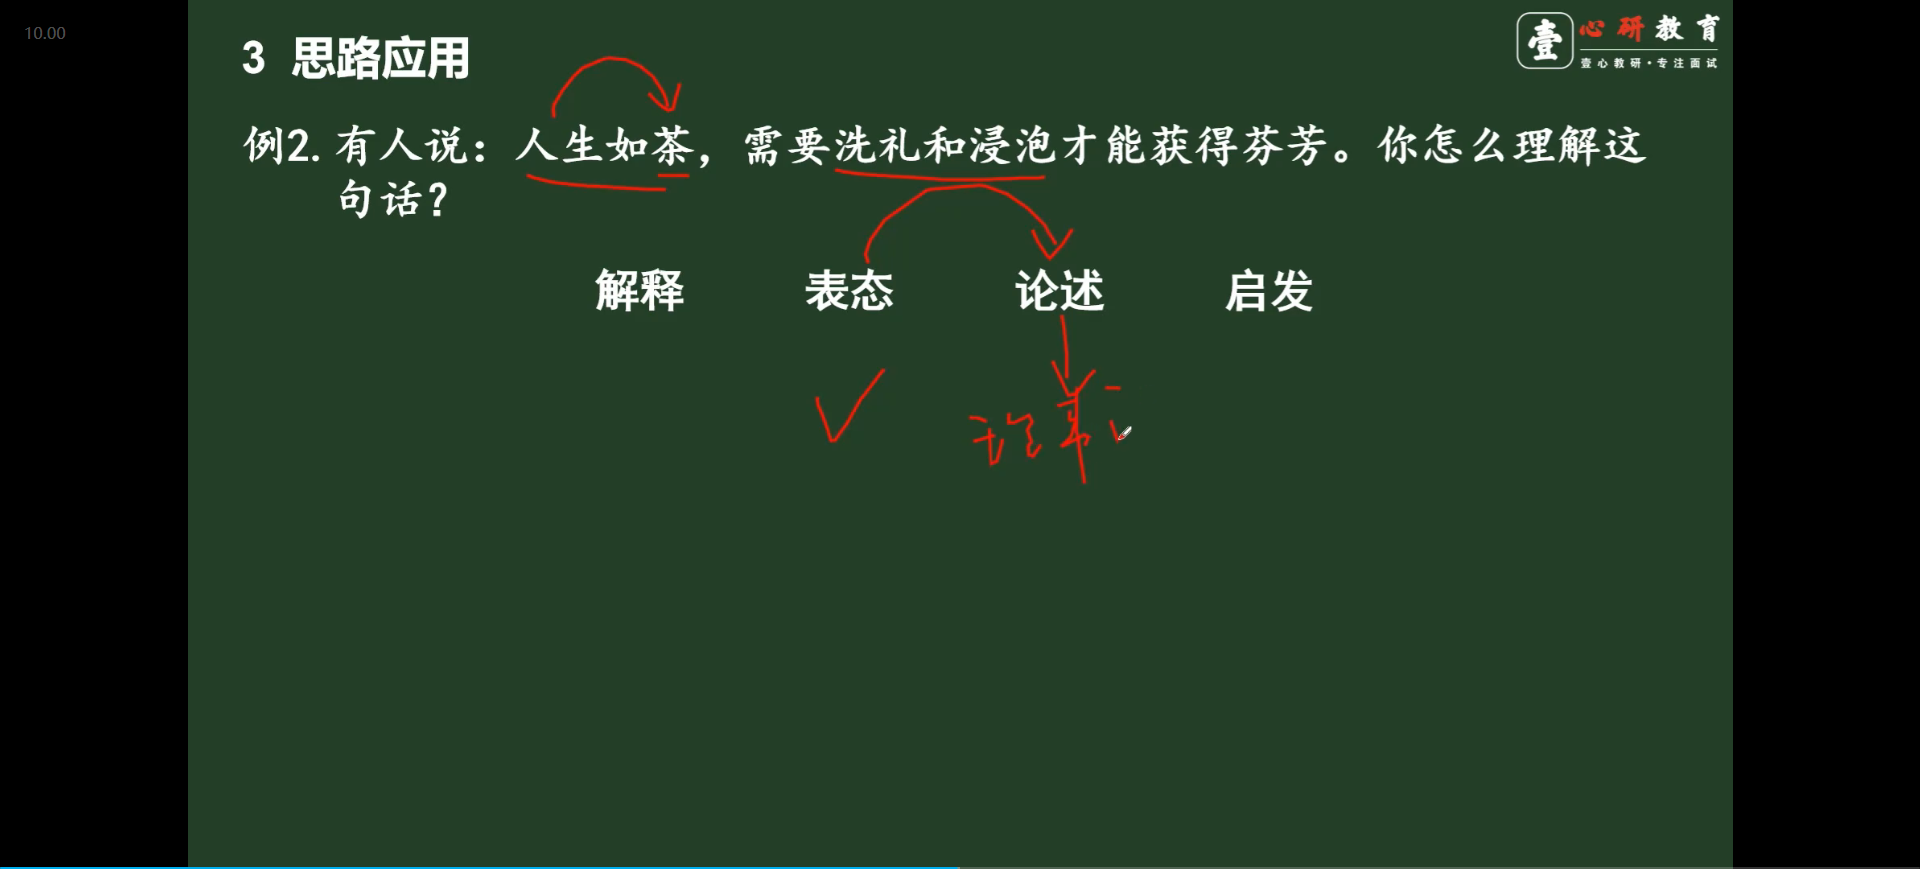 10.00
3 思路应用
壹 心研教育
壹心教研•专注面试
例2. 有人说：人生如茶，需要洗礼和浸泡才能获得芬芳。你怎么理解这
句话？
解释 表态 论述 启发